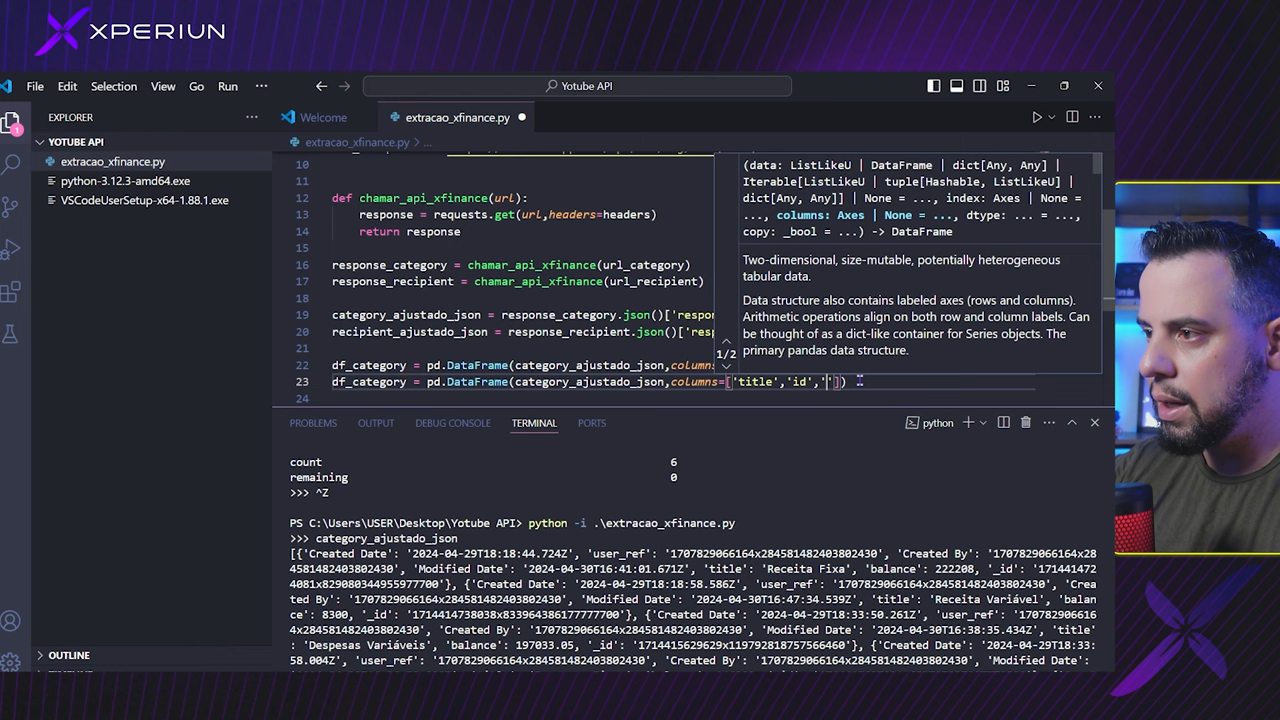 XPERIUN
File Edit Selection View Go Run ···
Yotube API
EXPLORER ···
Welcome
extracao_xfinance.py
YOTUBE API
extracao_xfinance.py > ...
extracao_xfinance.py
python-3.12.3-amd64.exe
VSCodeUserSetup-x64-1.88.1.exe
10
11
12 def chamar_api_xfinance(url):
13 response = requests.get(url,headers=headers)
14 return response
15
16 response_category = chamar_api_xfinance(url_category)
17 response_recipient = chamar_api_xfinance(url_recipient)
18
19 category_ajustado_json = response_category.json()['respon
20 recipient_ajustado_json = response_recipient.json()['resp
21
22 df_category = pd.DataFrame(category_ajustado_json,columns
23 df_category = pd.DataFrame(category_ajustado_json,columns=['title','id',''])
24
(data: ListLikeU | DataFrame | dict[Any, Any] |
Iterable[ListLikeU | tuple[Hashable, ListLikeU] |
dict[Any, Any]] | None = ..., index: Axes | None =
..., columns: Axes | None = ..., dtype: ... = ...,
copy: _bool = ...) -> DataFrame
Two-dimensional, size-mutable, potentially heterogeneous
tabular data.
Data structure also contains labeled axes (rows and columns).
Arithmetic operations align on both row and column labels. Can
be thought of as a dict-like container for Series objects. The
primary pandas data structure.
1/2
PROBLEMS OUTPUT DEBUG CONSOLE TERMINAL PORTS
python
count 6
remaining 0
>>> ^Z
PS C:\Users\USER\Desktop\Yotube API> python -i .\extracao_xfinance.py
>>> category_ajustado_json
[{'Created Date': '2024-04-29T18:18:44.724Z', 'user_ref': '1707829066164x284581482403802430', 'Created By': '1707829066164x28
4581482403802430', 'Modified Date': '2024-04-30T16:41:01.671Z', 'title': 'Receita Fixa', 'balance': 222208, '_id': '171441472
4081x829080344955977700'}, {'Created Date': '2024-04-29T18:18:58.586Z', 'user_ref': '1707829066164x284581482403802430', 'Crea
ted By': '1707829066164x284581482403802430', 'Modified Date': '2024-04-30T16:47:34.539Z', 'title': 'Receita Variável', 'balan
ce': 8300, '_id': '1714414738038x833964386177777700'}, {'Created Date': '2024-04-29T18:33:50.261Z', 'user_ref': '170782906616
4x284581482403802430', 'Created By': '1707829066164x284581482403802430', 'Modified Date': '2024-04-30T16:38:35.434Z', 'title'
: 'Despesas Variáveis', 'balance': 197033.05, '_id': '1714415629629x119792818757566460'}, {'Created Date': '2024-04-29T18:33:
58.004Z', 'user_ref': '1707829066164x284581482403802430', 'Created By': '1707829066164x284581482403802430', 'Modified Date':
OUTLINE